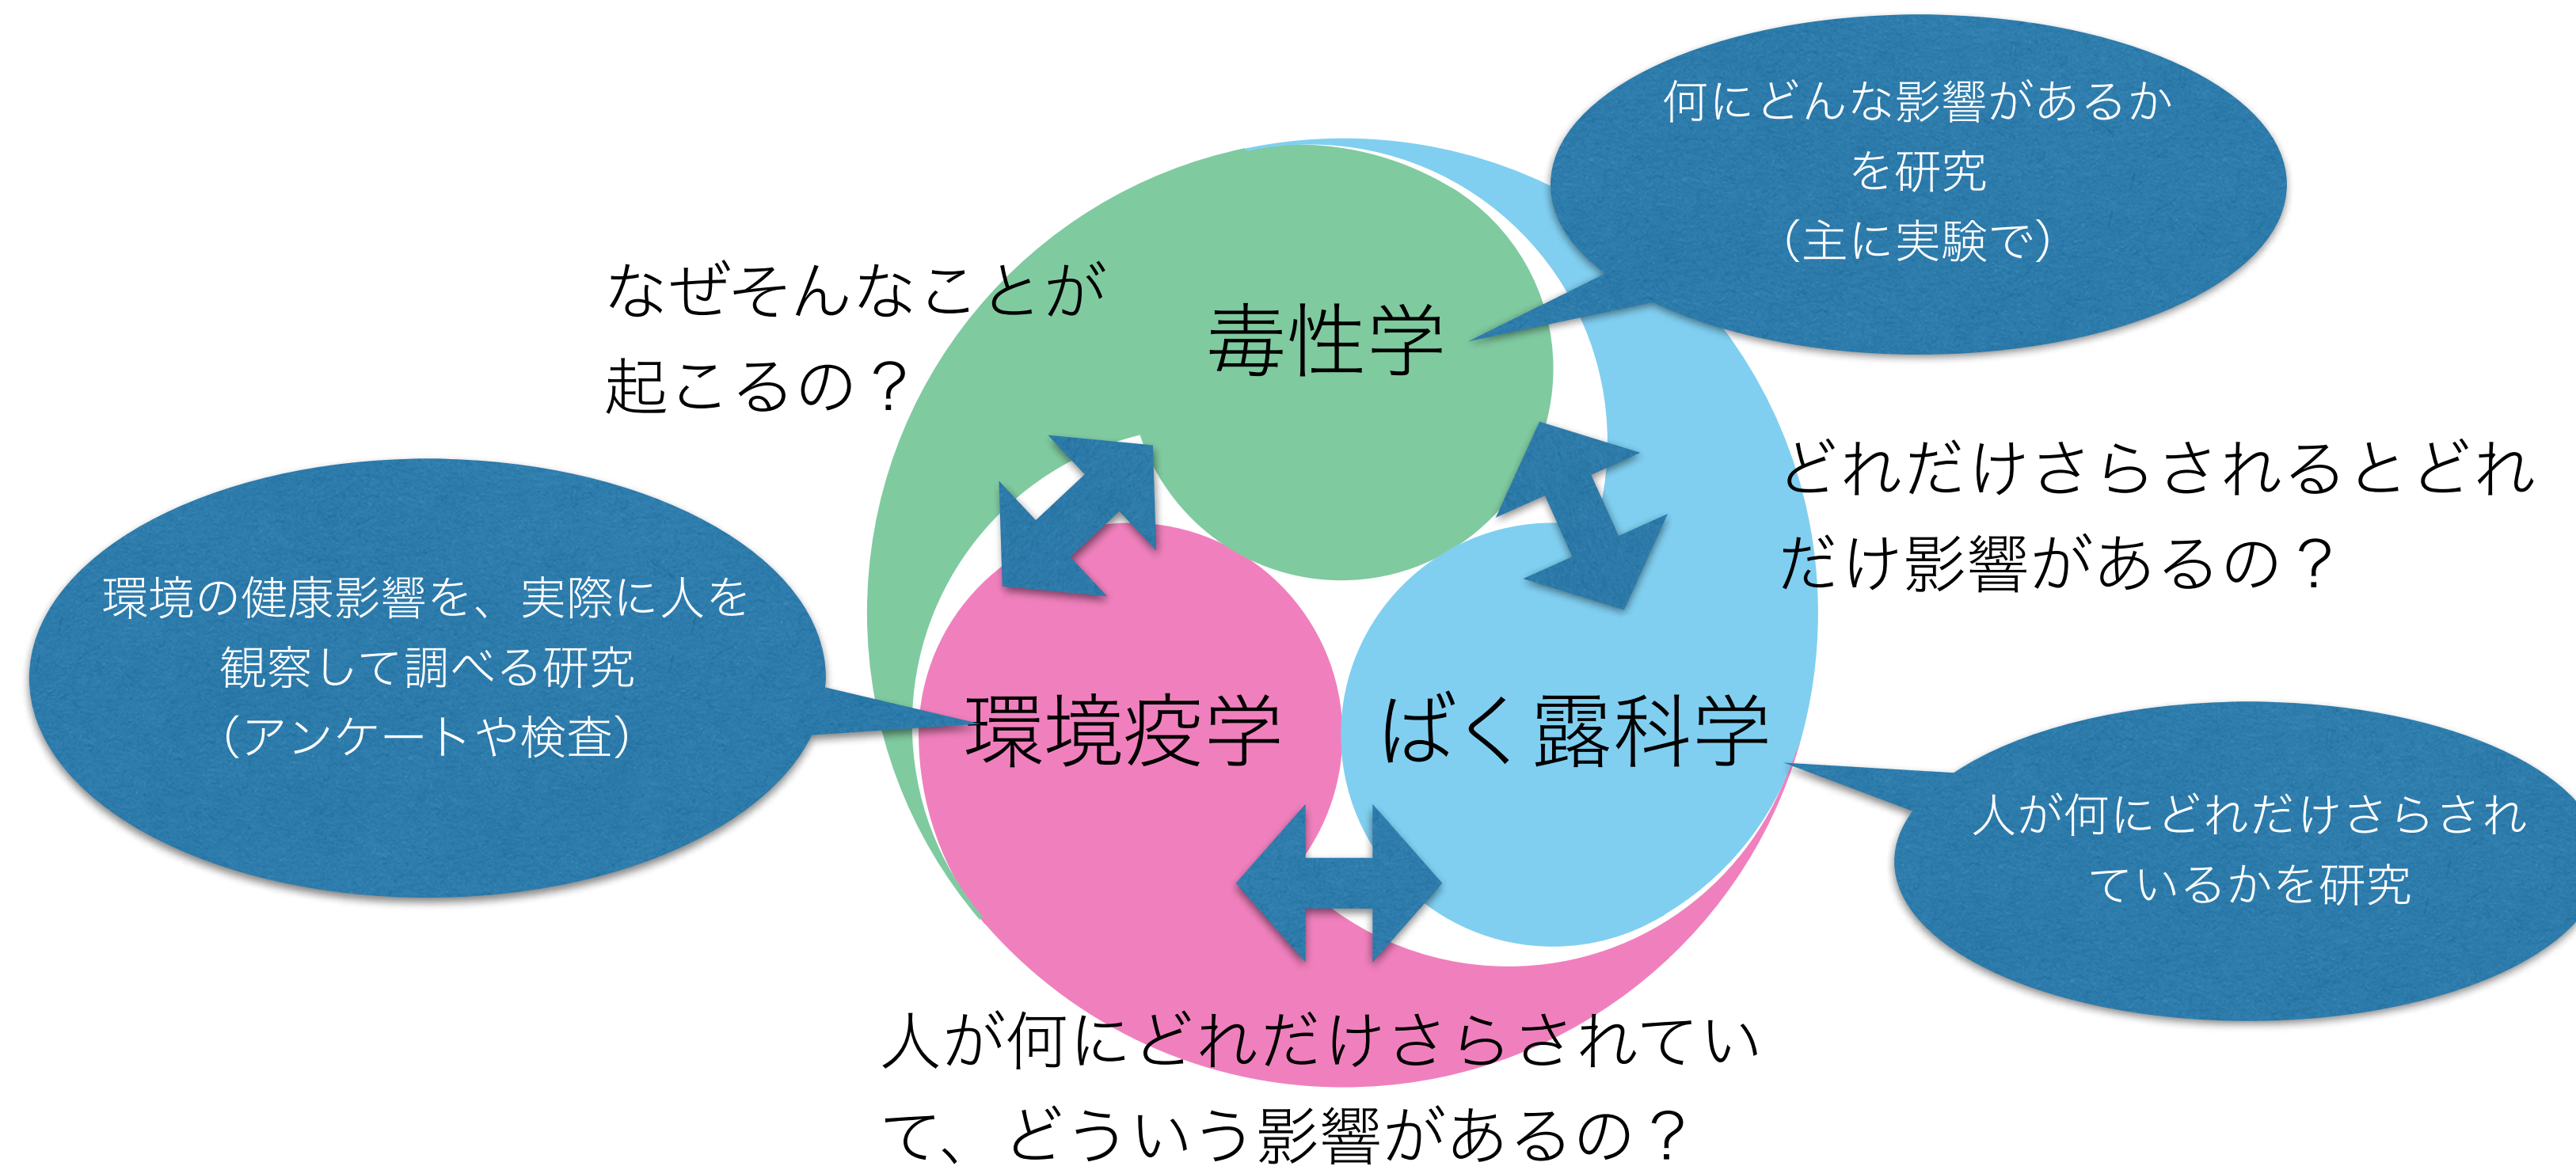 何にどんな影響があるか
を研究
（主に実験で）
なぜそんなことが
起こるの？
毒性学
どれだけさらされるとどれ
だけ影響があるの？
環境の健康影響を、実際に人を
観察して調べる研究
（アンケートや検査）
環境疫学
ばく露科学
人が何にどれだけさらされ
ているかを研究
人が何にどれだけさらされてい
て、どういう影響があるの？